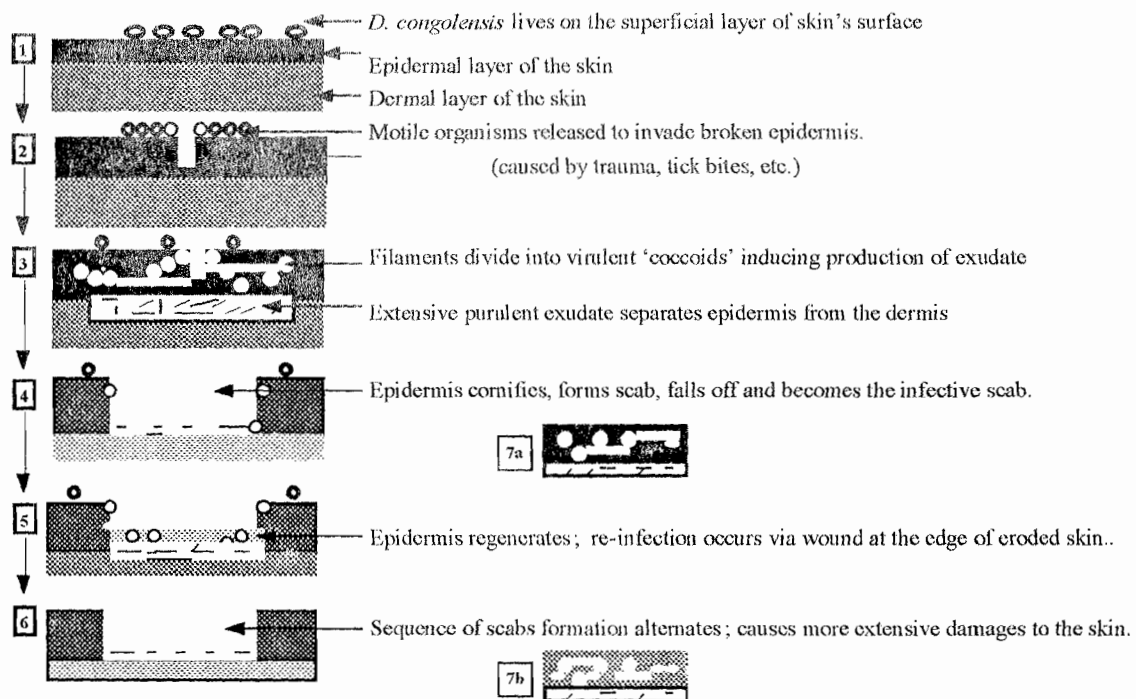 D. congolensis lives on the superficial layer of skin's surface
1
Epidermal layer of the skin
Dermal layer of the skin
Motile organisms released to invade broken epidermis.
2
(caused by trauma, tick bites, etc.)
3
Filaments divide into virulent 'coccoids' inducing production of exudate
Extensive purulent exudate separates epidermis from the dermis
4
Epidermis cornifies, forms scab, falls off and becomes the infective scab.
7a
5
Epidermis regenerates; re-infection occurs via wound at the edge of eroded skin..
6
Sequence of scabs formation alternates; causes more extensive damages to the skin.
7b